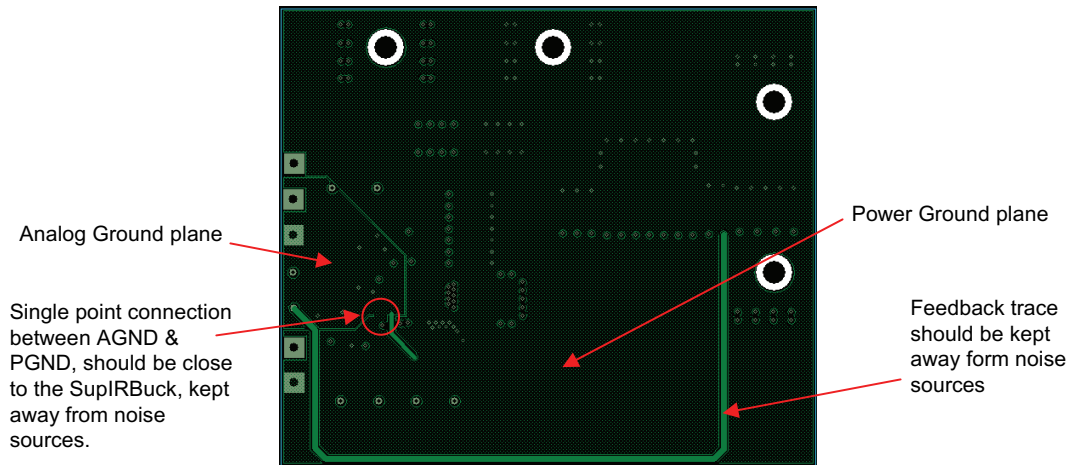 Analog Ground plane
Single point connection
between AGND &
PGND, should be close
to the SupIRBuck, kept
away from noise
sources.
Power Ground plane
Feedback trace
should be kept
away form noise
sources